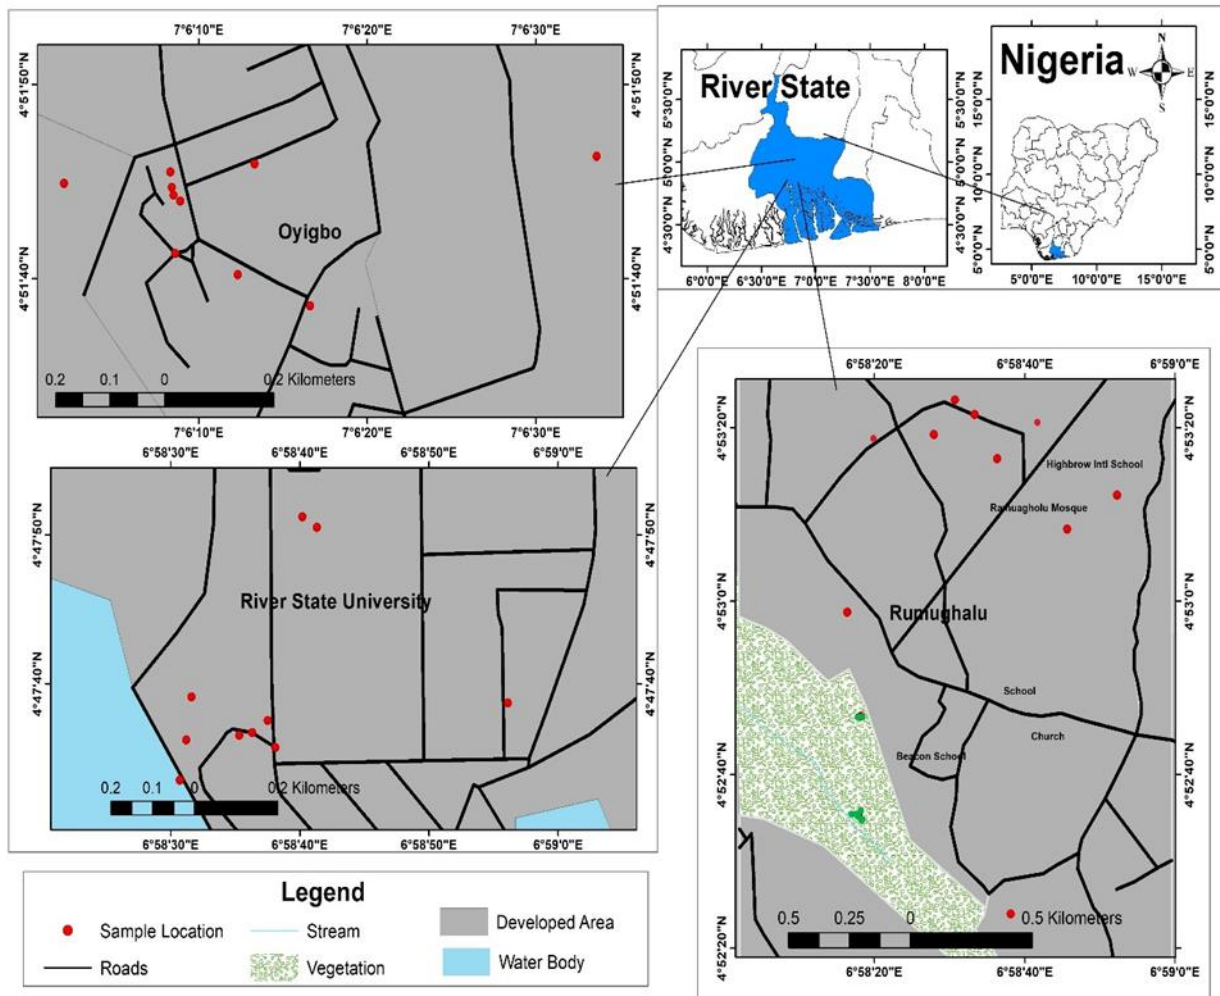 7°6'10"N
7°6'20"N
7°6'30"N
4°51'50"N
4°51'50"N
Oyigbo
4°51'40"N
4°51'40"N
0.2 0.1 0 0.2 Kilometers
7°6'10"N
7°6'20"N
7°6'30"N
River State
5°30'0"N
5°0'0"N
4°30'0"N
5°30'0"N
5°0'0"N
4°30'0"N
6°0'0"N
6°30'0"N
7°0'0"N
7°30'0"N
8°0'0"N
Nigeria
N
W
E
S
15°0'0"N
10°0'0"N
5°0'0"N
15°0'0"N
10°0'0"N
5°0'0"N
5°0'0"N
10°0'0"N
15°0'0"N
6°58'30"N
6°58'40"N
6°58'50"N
6°59'0"N
4°47'50"N
4°47'50"N
River State University
4°47'40"N
4°47'40"N
0.2 0.1 0 0.2 Kilometers
6°58'30"N
6°58'40"N
6°58'50"N
6°59'0"N
6°58'20"N
6°58'40"N
6°59'0"N
4°53'20"N
4°53'20"N
Highbrow Intl School
Ramuagholu Mosque
4°53'0"N
4°53'0"N
Rumughalu
School
Church
Beacon School
4°52'40"N
4°52'40"N
0.5 0.25 0 0.5 Kilometers
4°52'20"N
4°52'20"N
6°58'20"N
6°58'40"N
6°59'0"N
Legend
Sample Location
Stream
Developed Area
Roads
Vegetation
Water Body